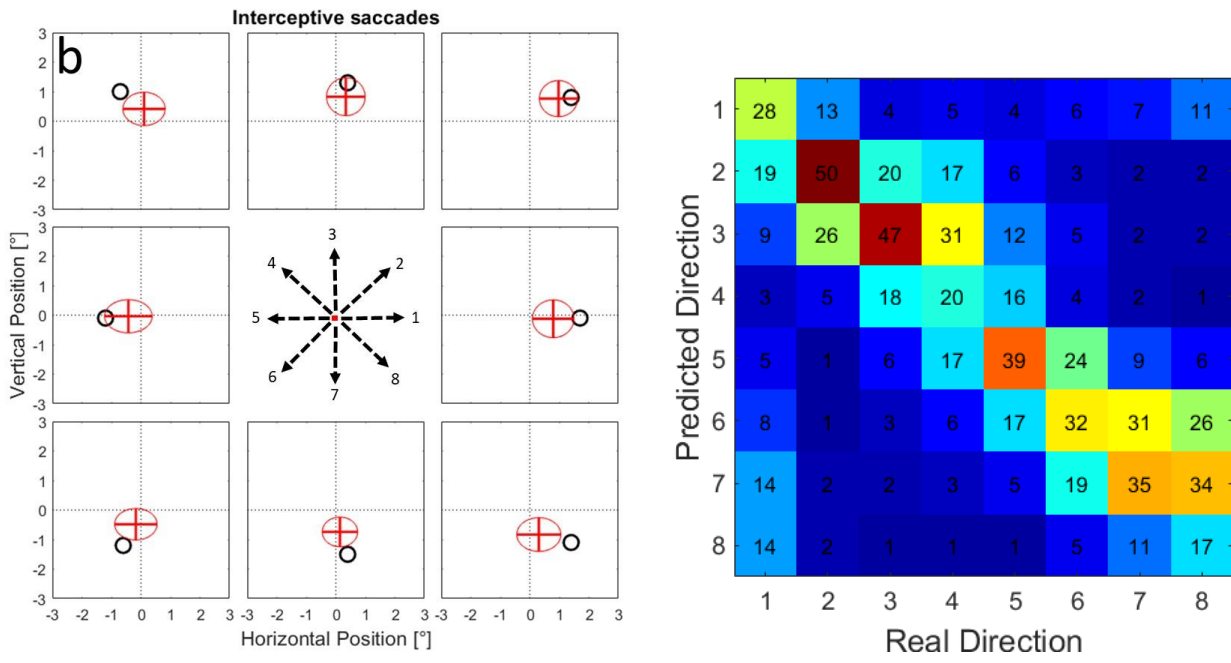 Interceptive saccades
b
3
2
1
0
-1
-2
-3
3
2
1
0
-1
-2
-3
3
2
1
0
-1
-2
-3
Vertical Position [°]
3
4
2
5
1
6
8
7
-3 -2 -1 0 1 2 3
-3 -2 -1 0 1 2 3
-3 -2 -1 0 1 2 3
Horizontal Position [°]
Predicted Direction
1 28 13 4 5 4 6 7 11
2 19 50 20 17 6 3 2 2
3 9 26 47 31 12 5 2 2
4 3 5 18 20 16 4 2 1
5 5 1 6 17 39 24 9 6
6 8 1 3 6 17 32 31 26
7 14 2 2 3 5 19 35 34
8 14 2 1 1 1 5 11 17
1 2 3 4 5 6 7 8
Real Direction